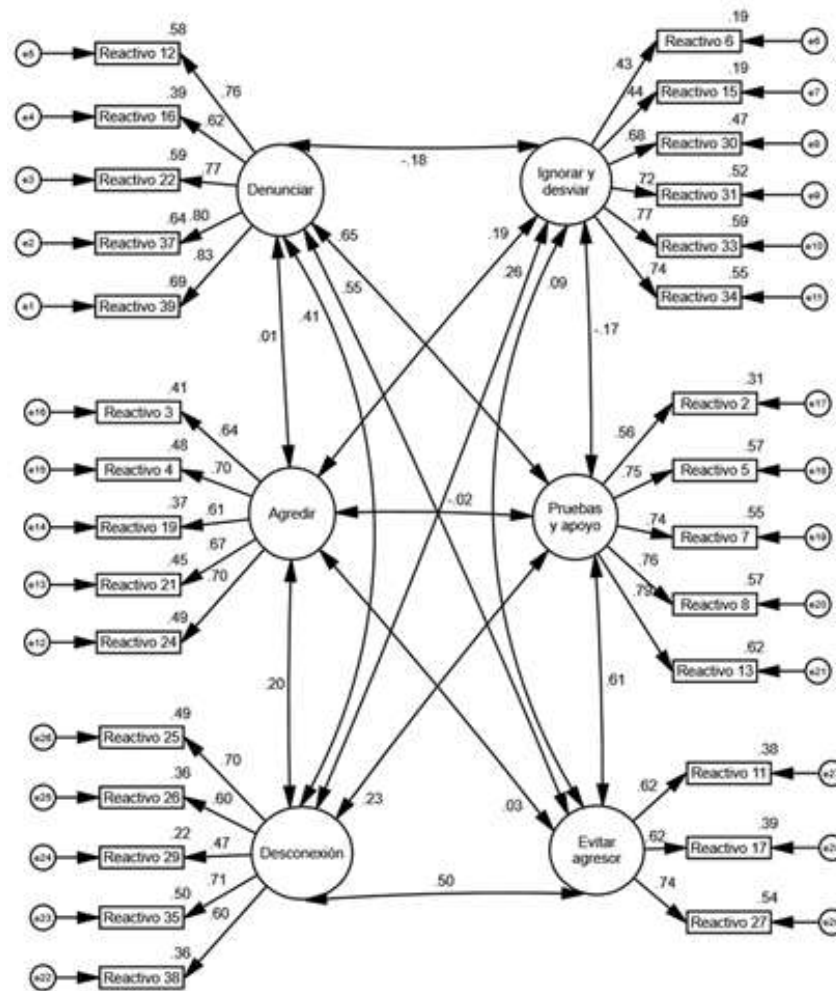 .58
e5 Reactivo 12
.76
.39
e4 Reactivo 16
.62
.59
e3 Reactivo 22
.77
.64
e2 Reactivo 37
.80
.69
e1 Reactivo 39
.83
Denunciar
-.18
.19
Reactivo 6 e6
.43
.19
Reactivo 15 e7
.44
.47
Reactivo 30 e8
.68
.52
Reactivo 31 e9
.72
.59
Reactivo 33 e10
.77
.55
Reactivo 34 e11
.74
Ignorar y
desviar
.65
.19
.55
.26
.09
.41
.01
-.17
.41
e16 Reactivo 3
.64
.48
e15 Reactivo 4
.70
.37
e14 Reactivo 19
.61
.45
e13 Reactivo 21
.67
.49
e12 Reactivo 24
.70
Agredir
-.02
.31
Reactivo 2 e17
.56
.57
Reactivo 5 e18
.75
.55
Reactivo 7 e19
.74
.57
Reactivo 8 e20
.76
.62
Reactivo 13 e21
.79
Pruebas
y apoyo
.20
.61
.23
.03
.49
e26 Reactivo 25
.70
.36
e25 Reactivo 26
.60
.22
e24 Reactivo 29
.47
.50
e23 Reactivo 35
.71
.36
e22 Reactivo 38
.60
Desconexión
.50
.38
Reactivo 11
.62
.39
Reactivo 17
.62
.54
Reactivo 27
.74
Evitar
agresor